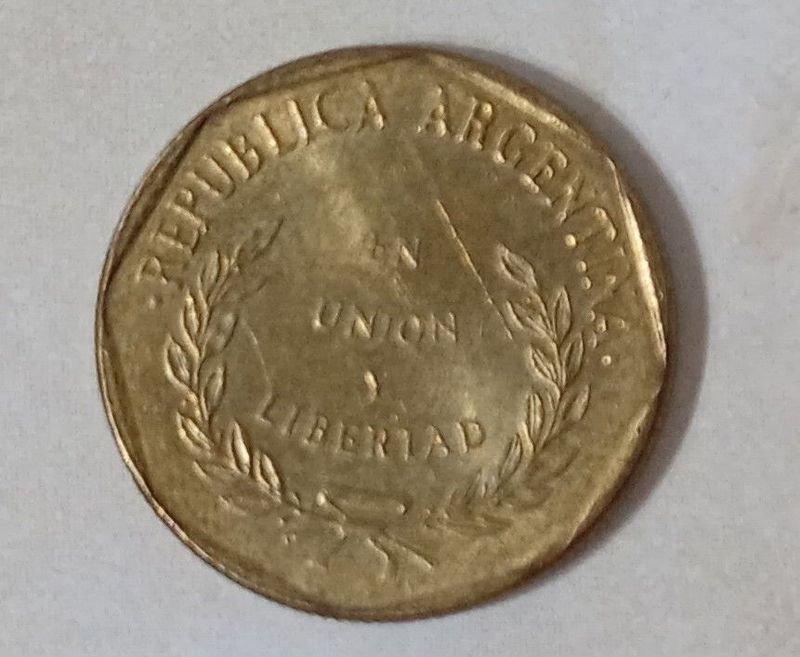 ·REPUBLICA ARGENTINA·
EN
UNION
Y
LIBERTAD